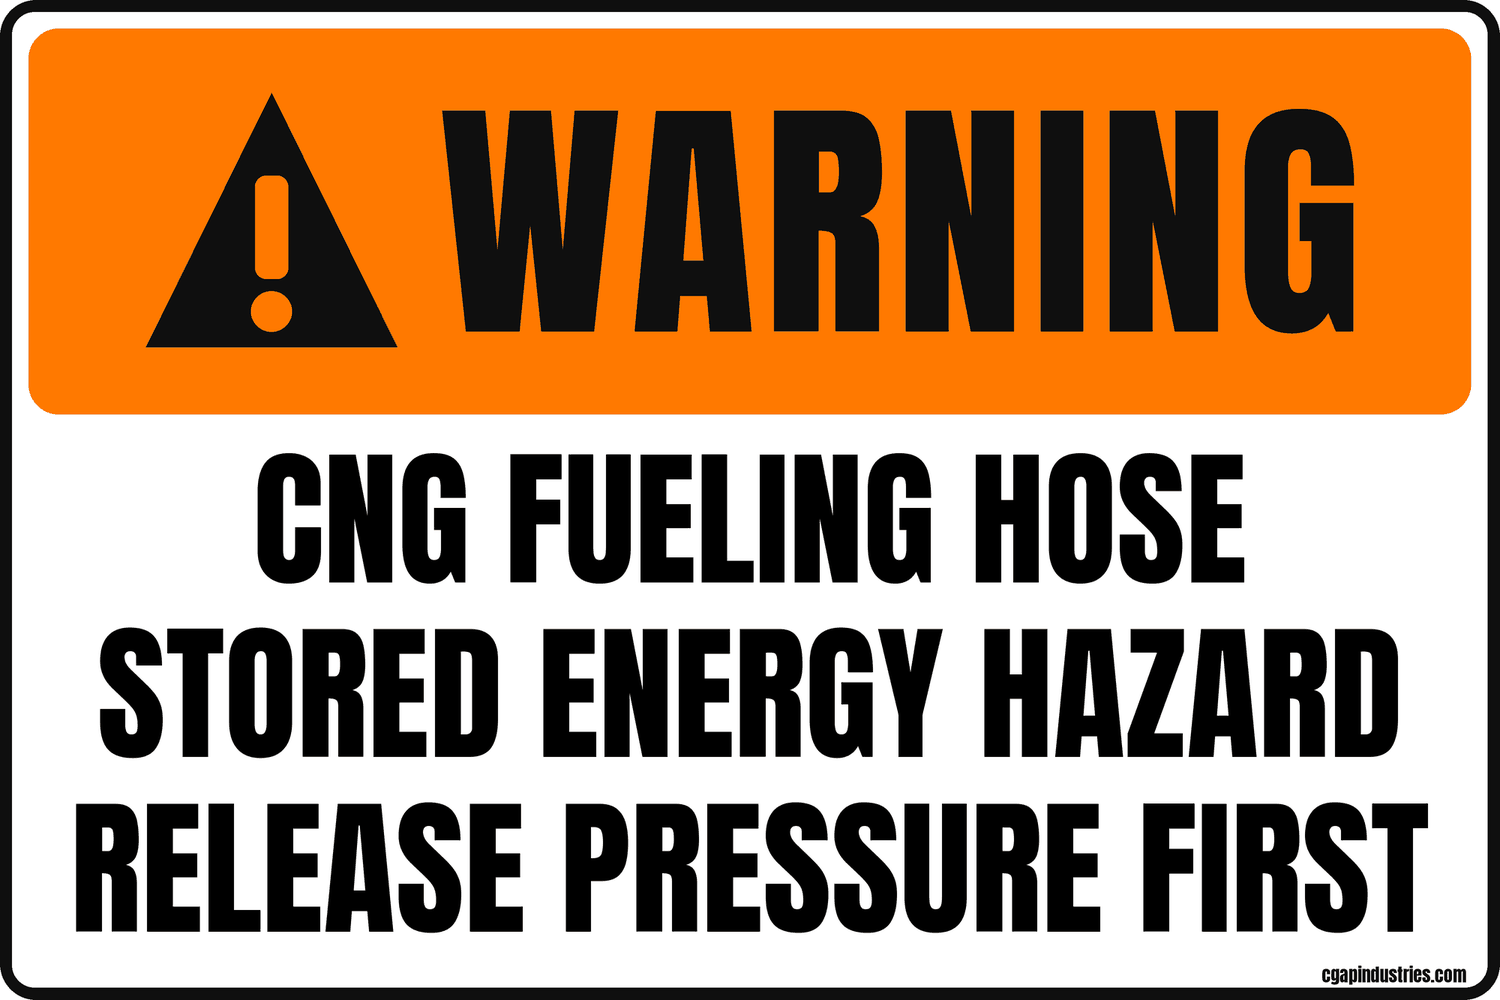 WARNING
CNG FUELING HOSE
STORED ENERGY HAZARD
RELEASE PRESSURE FIRST
cgapindustries.com